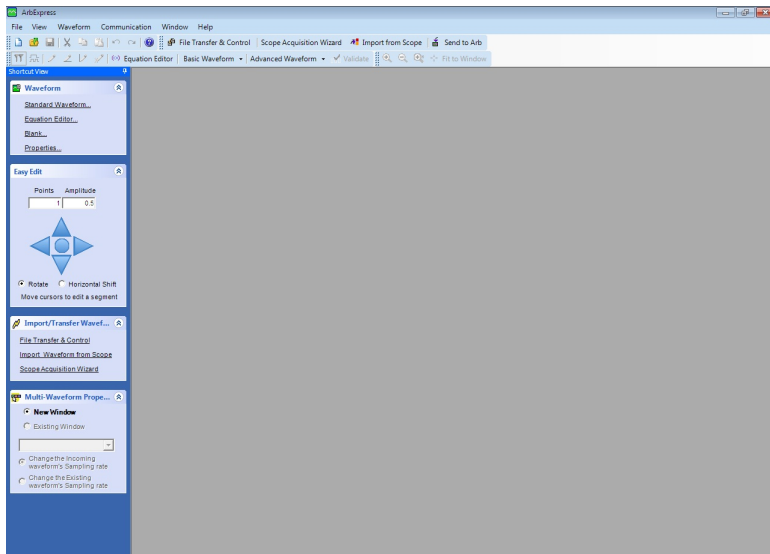 ArbExpress
File View Waveform Communication Window Help
File Transfer & Control Scope Acquisition Wizard Import from Scope Send to Arb
Equation Editor Basic Waveform Advanced Waveform Validate Fit to Window
Shortcut View
Waveform
Standard Waveform...
Equation Editor...
Blank...
Properties...
Easy Edit
Points Amplitude
1 0.5
Rotate Horizontal Shift
Move cursors to edit a segment
Import/Transfer Wavef...
File Transfer & Control
Import Waveform from Scope
Scope Acquisition Wizard
Multi-Waveform Prope...
New Window
Existing Window
Change the Incoming
waveform's Sampling rate
Change the Existing
waveform's Sampling rate